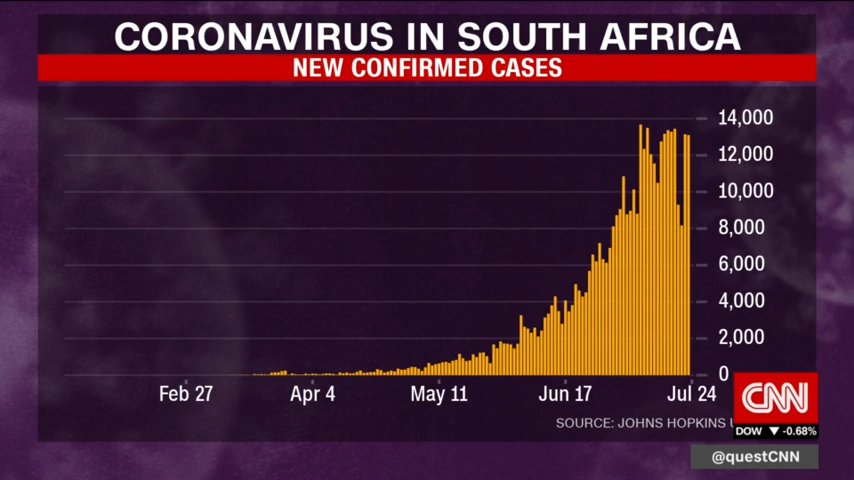 CORONAVIRUS IN SOUTH AFRICA
NEW CONFIRMED CASES
14,000
12,000
10,000
8,000
6,000
4,000
2,000
0
Feb 27 Apr 4 May 11 Jun 17 Jul 24
SOURCE: JOHNS HOPKINS
CNN
DOW ▼ -0.68%
@questCNN